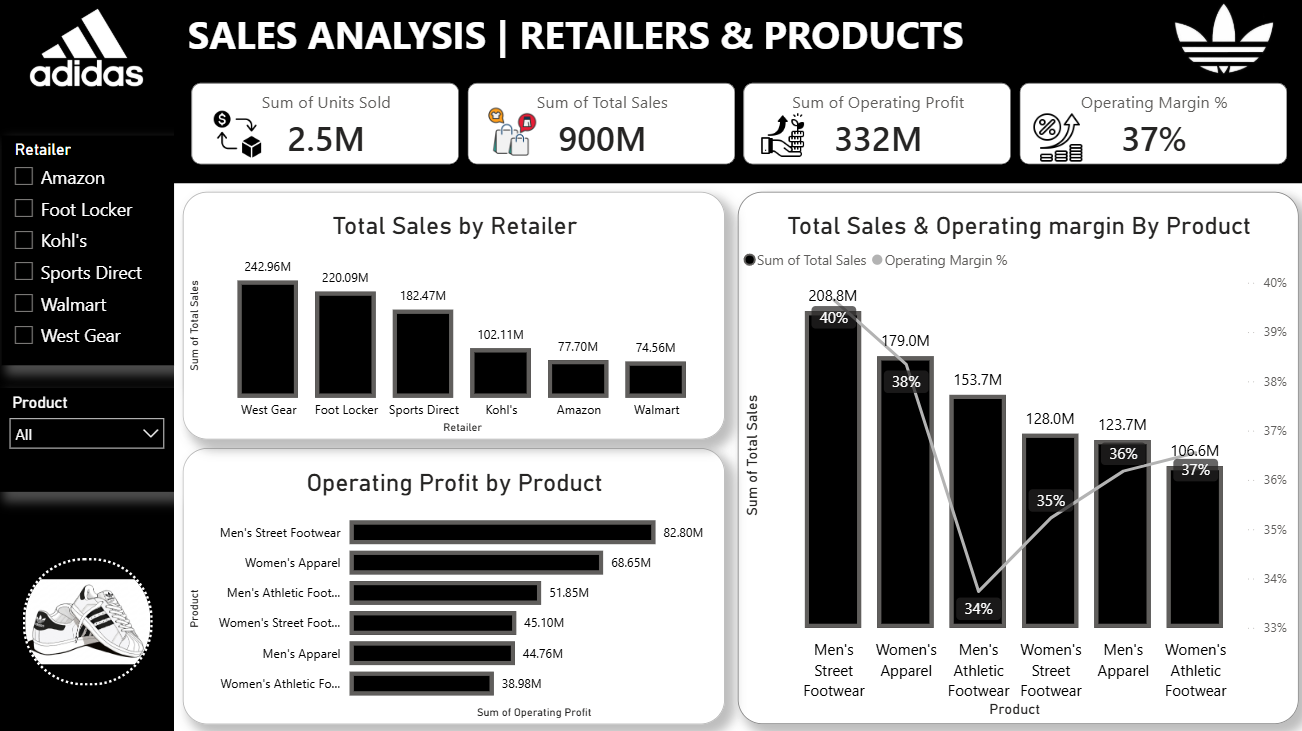 adidas
SALES ANALYSIS | RETAILERS & PRODUCTS
Sum of Units Sold
2.5M
Sum of Total Sales
900M
Sum of Operating Profit
332M
Operating Margin %
37%
Retailer
Amazon
Foot Locker
Kohl's
Sports Direct
Walmart
West Gear
Product
All
Total Sales by Retailer
Sum of Total Sales
242.96M
220.09M
182.47M
102.11M
77.70M
74.56M
West Gear
Foot Locker
Sports Direct
Kohl's
Amazon
Walmart
Retailer
Operating Profit by Product
Product
Men's Street Footwear
82.80M
Women's Apparel
68.65M
Men's Athletic Foot...
51.85M
Women's Street Foot...
45.10M
Men's Apparel
44.76M
Women's Athletic Fo...
38.98M
Sum of Operating Profit
Total Sales & Operating margin By Product
Sum of Total Sales
Operating Margin %
Sum of Total Sales
208.8M
179.0M
153.7M
128.0M
123.7M
106.6M
40%
38%
34%
35%
36%
37%
40%
39%
38%
37%
36%
35%
34%
33%
Men's
Street
Footwear
Women's
Apparel
Men's
Athletic
Footwear
Women's
Street
Footwear
Men's
Apparel
Women's
Athletic
Footwear
Product